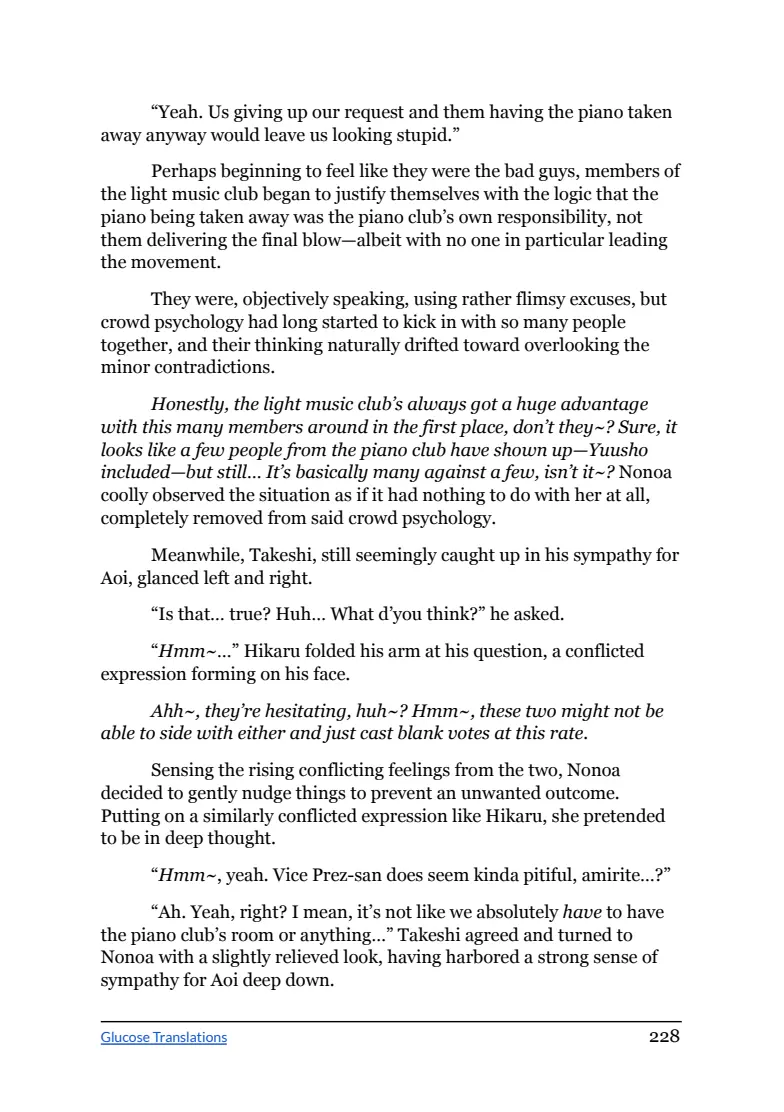 “Yeah. Us giving up our request and them having the piano taken
away anyway would leave us looking stupid.”
Perhaps beginning to feel like they were the bad guys, members of
the light music club began to justify themselves with the logic that the
piano being taken away was the piano club’s own responsibility, not
them delivering the final blow—albeit with no one in particular leading
the movement.
They were, objectively speaking, using rather flimsy excuses, but
crowd psychology had long started to kick in with so many people
together, and their thinking naturally drifted toward overlooking the
minor contradictions.
Honestly, the light music club’s always got a huge advantage
with this many members around in the first place, don’t they~? Sure, it
looks like a few people from the piano club have shown up—Yuusho
included—but still... It’s basically many against a few, isn’t it~? Nonoa
coolly observed the situation as if it had nothing to do with her at all,
completely removed from said crowd psychology.
Meanwhile, Takeshi, still seemingly caught up in his sympathy for
Aoi, glanced left and right.
“Is that... true? Huh... What d’you think?” he asked.
“Hmm~...” Hikaru folded his arm at his question, a conflicted
expression forming on his face.
Ahh~, they’re hesitating, huh~? Hmm~, these two might not be
able to side with either and just cast blank votes at this rate.
Sensing the rising conflicting feelings from the two, Nonoa
decided to gently nudge things to prevent an unwanted outcome.
Putting on a similarly conflicted expression like Hikaru, she pretended
to be in deep thought.
“Hmm~, yeah. Vice Prez-san does seem kinda pitiful, amirite...?”
“Ah. Yeah, right? I mean, it’s not like we absolutely have to have
the piano club’s room or anything...” Takeshi agreed and turned to
Nonoa with a slightly relieved look, having harbored a strong sense of
sympathy for Aoi deep down.
Glucose Translations 228